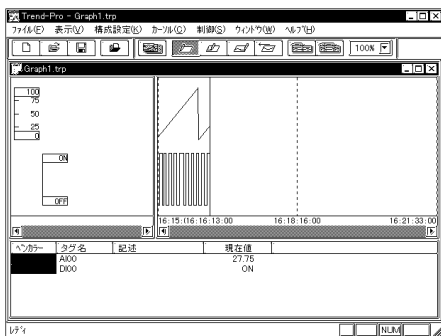 Trend-Pro - Graph1.trp
ファイル(F) 表示(V) 構成設定(K) カーソル(C) 制御(S) ウィンドウ(W) ヘルプ(H)
100%
Graph1.trp
100
75
50
25
0
ON
OFF
16:15:(16:16:13:00 16:18:16:00 16:21:33:00
ペンカラー タグ名 記述 現在値
AI00 27.75
DI00 ON
レディ NUM